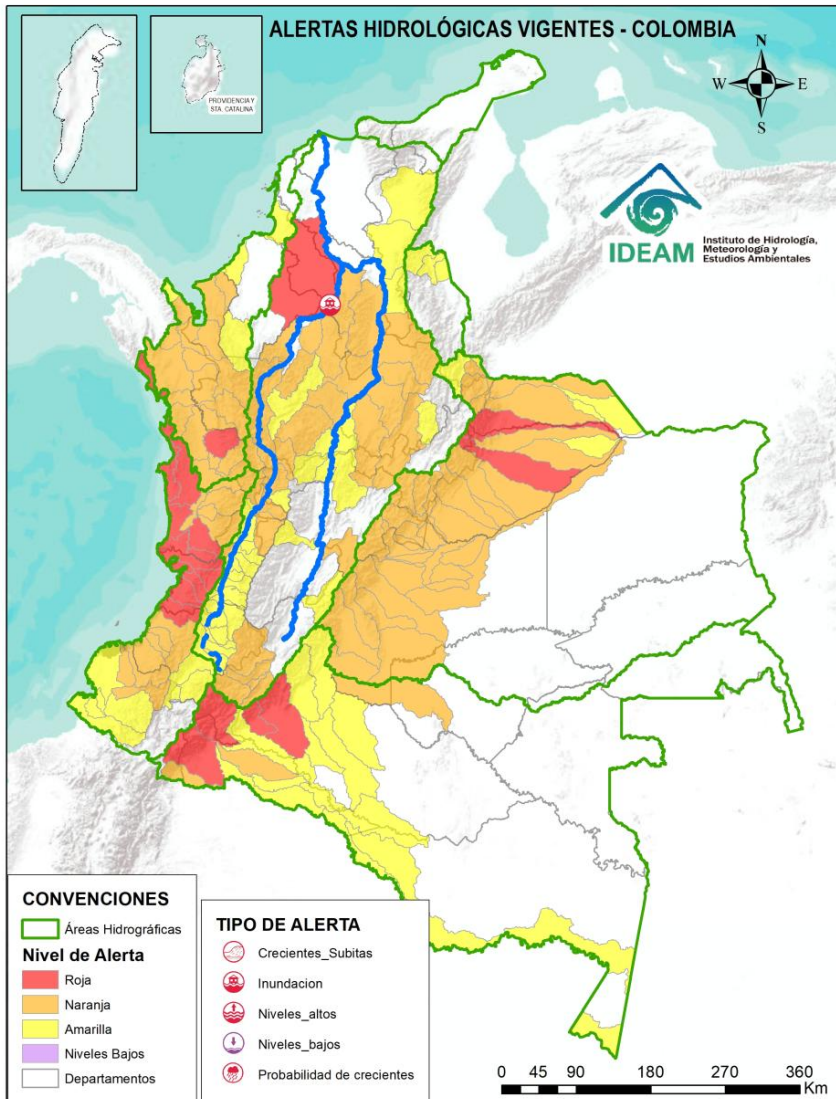 ALERTAS HIDROLÓGICAS VIGENTES - COLOMBIA
PROVIDENCIA Y
STA. CATALINA
N
W
E
S
IDEAM
Instituto de Hidrología,
Meteorología y
Estudios Ambientales
CONVENCIONES
Áreas Hidrográficas
Nivel de Alerta
Roja
Naranja
Amarilla
Niveles Bajos
Departamentos
TIPO DE ALERTA
Crecientes_Subitas
Inundacion
Niveles_altos
Niveles_bajos
Probabilidad de crecientes
0 45 90 180 270 360
Km